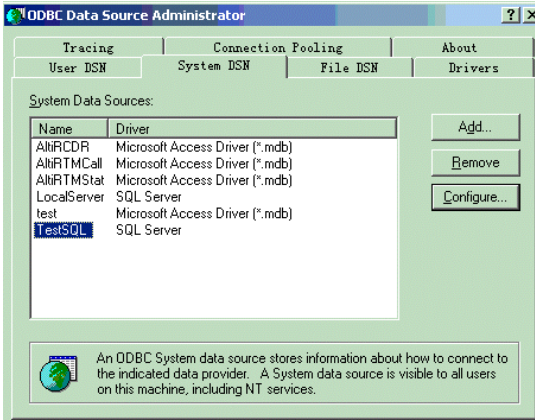 ODBC Data Source Administrator
Tracing Connection Pooling About
User DSN System DSN File DSN Drivers
System Data Sources:
Name Driver
AltiRCDR Microsoft Access Driver (*.mdb)
AltiRTMCall Microsoft Access Driver (*.mdb)
AltiRTMStat Microsoft Access Driver (*.mdb)
LocalServer SQL Server
test Microsoft Access Driver (*.mdb)
TestSQL SQL Server
Add...
Remove
Configure...
An ODBC System data source stores information about how to connect to
the indicated data provider. A System data source is visible to all users
on this machine, including NT services.